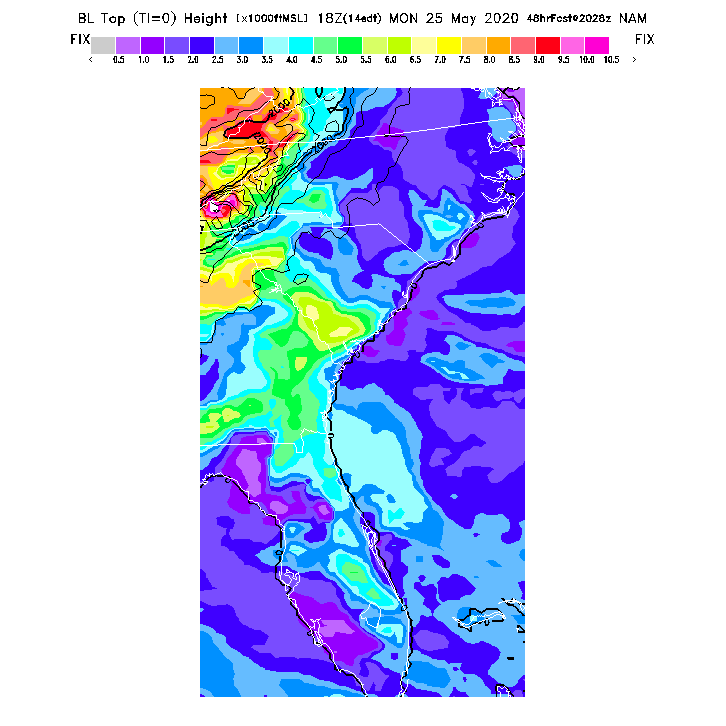 BL Top (TI=0) Height [x1000ftMSL] 18Z(14edt) MON 25 May 2020 48hrFcst@2028z NAM
FIX FIX
< 0.5 1.0 1.5 2.0 2.5 3.0 3.5 4.0 4.5 5.0 5.5 6.0 6.5 7.0 7.5 8.0 8.5 9.0 9.5 10.0 10.5 >
2000